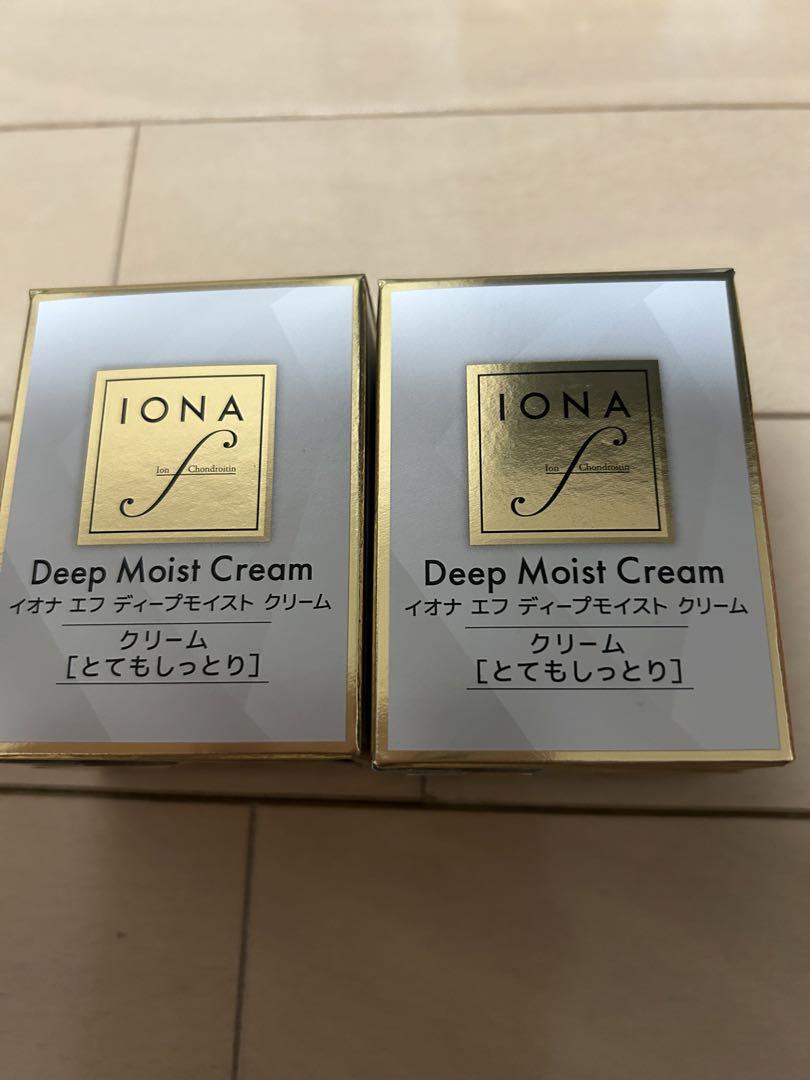 IONA
f
Ion Chondroitin
Deep Moist Cream
イオナ エフ ディープモイスト クリーム
クリーム
[とてもしっとり]
IONA
f
Ion Chondroitin
Deep Moist Cream
イオナ エフ ディープモイスト クリーム
クリーム
[とてもしっとり]